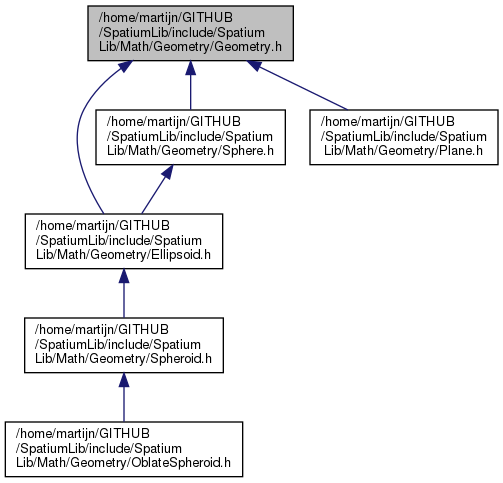 /home/martijn/GITHUB
/SpatiumLib/include/Spatium
Lib/Math/Geometry/Geometry.h
/home/martijn/GITHUB
/SpatiumLib/include/Spatium
Lib/Math/Geometry/Sphere.h
/home/martijn/GITHUB
/SpatiumLib/include/Spatium
Lib/Math/Geometry/Plane.h
/home/martijn/GITHUB
/SpatiumLib/include/Spatium
Lib/Math/Geometry/Ellipsoid.h
/home/martijn/GITHUB
/SpatiumLib/include/Spatium
Lib/Math/Geometry/Spheroid.h
/home/martijn/GITHUB
/SpatiumLib/include/Spatium
Lib/Math/Geometry/OblateSpheroid.h